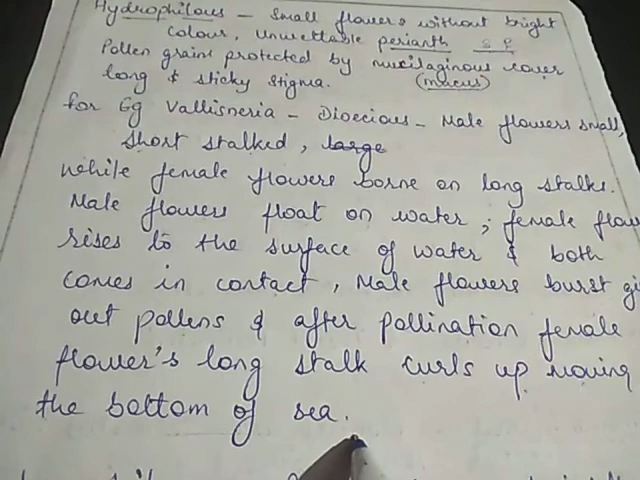 Hydrophilous - Small flowers without bright
colour, unwettable perianth S P
Pollen grains protected by mucilaginous cover
long & sticky stigma. (mucus)
for Eg Vallisneria - Dioecious - Male flowers small,
short stalked, large
while female flowers borne on long stalks.
Male flowers float on water; female flow
rises to the surface of water & both
comes in contact, Male flowers burst gi
out pollens & after pollination female
flower's long stalk curls up moving
the bottom of sea.